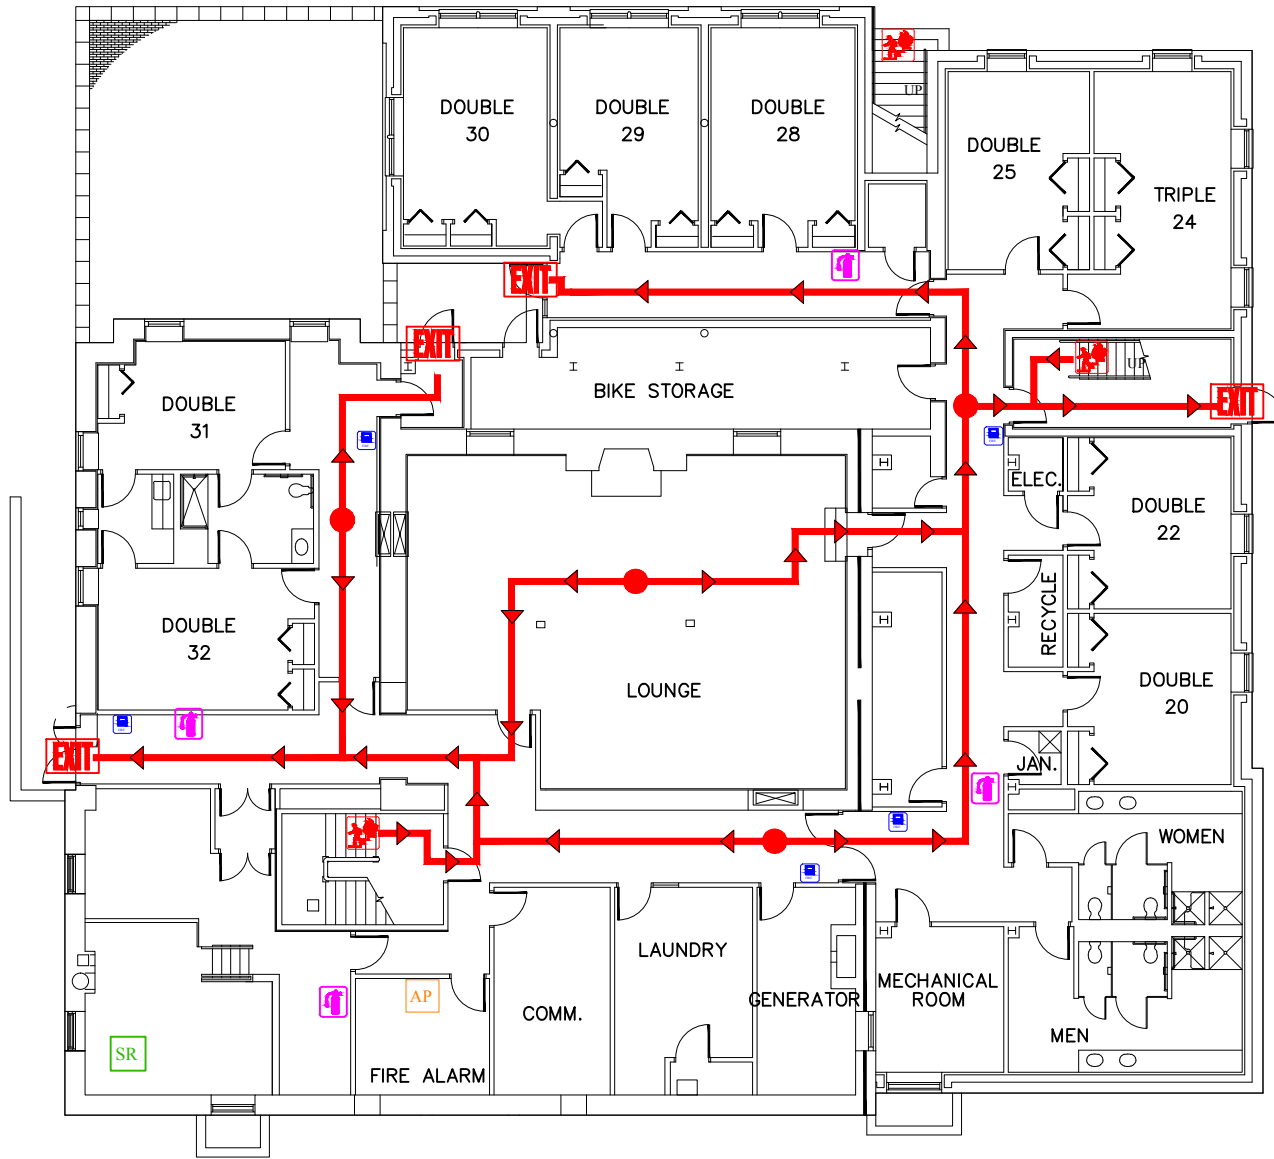 DOUBLE
30
DOUBLE
29
DOUBLE
28
UP
DOUBLE
25
TRIPLE
24
EXIT
EXIT
BIKE STORAGE
UP
EXIT
DOUBLE
31
ELEC.
DOUBLE
22
RECYCLE
DOUBLE
32
LOUNGE
DOUBLE
20
EXIT
JAN.
WOMEN
LAUNDRY
MECHANICAL
ROOM
GENERATOR
AP
COMM.
MEN
SR
FIRE ALARM
H
H
H
H
H
H
H
H
H
H
H